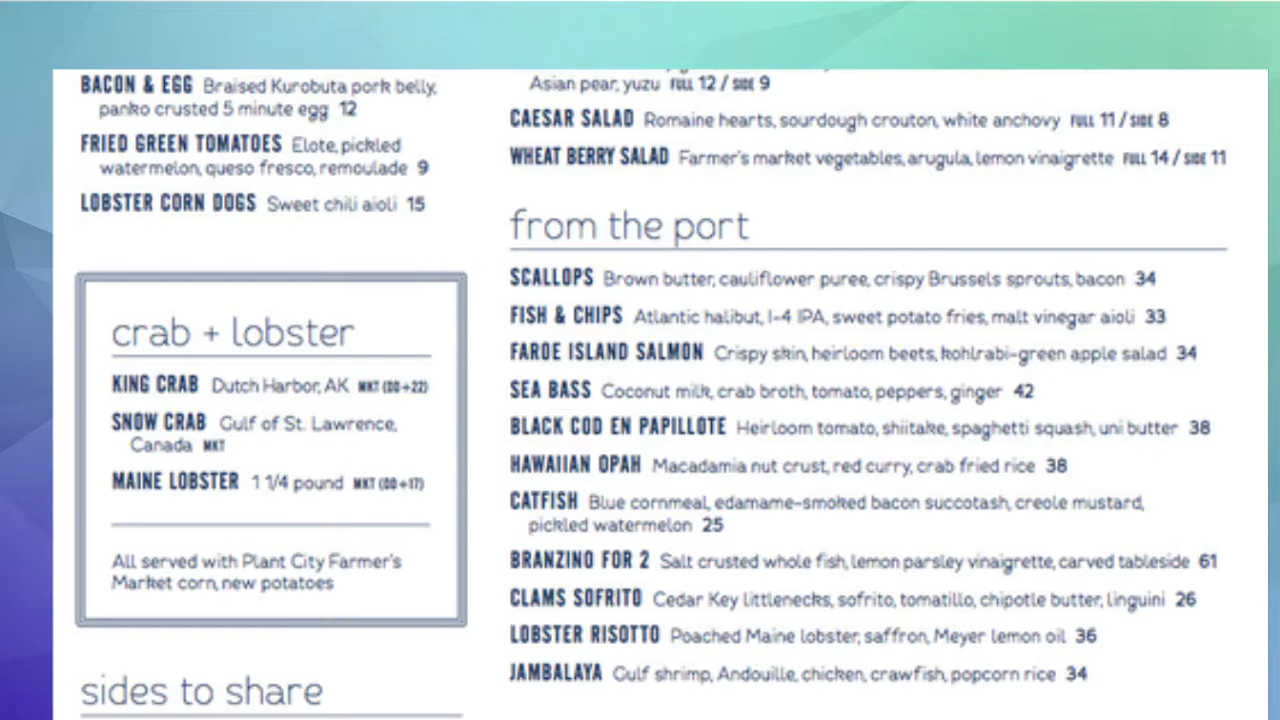 BACON & EGG Braised Kurobuta pork belly,
panko crusted 5 minute egg 12
FRIED GREEN TOMATOES Elote, pickled
watermelon, queso fresco, remoulade 9
LOBSTER CORN DOGS Sweet chili aioli 15
crab + lobster
KING CRAB Dutch Harbor, AK MKT (DD+22)
SNOW CRAB Gulf of St. Lawrence,
Canada MKT
MAINE LOBSTER 1 1/4 pound MKT (DD+17)
All served with Plant City Farmer's
Market corn, new potatoes
sides to share
Asian pear, yuzu FULL 12 / SIDE 9
CAESAR SALAD Romaine hearts, sourdough crouton, white anchovy FULL 11 / SIDE 8
WHEAT BERRY SALAD Farmer's market vegetables, arugula, lemon vinaigrette FULL 14 / SIDE 11
from the port
SCALLOPS Brown butter, cauliflower puree, crispy Brussels sprouts, bacon 34
FISH & CHIPS Atlantic halibut, I-4 IPA, sweet potato fries, malt vinegar aioli 33
FAROE ISLAND SALMON Crispy skin, heirloom beets, kohlrabi-green apple salad 34
SEA BASS Coconut milk, crab broth, tomato, peppers, ginger 42
BLACK COD EN PAPILLOTE Heirloom tomato, shiitake, spaghetti squash, uni butter 38
HAWAIIAN OPAH Macadamia nut crust, red curry, crab fried rice 38
CATFISH Blue cornmeal, edamame-smoked bacon succotash, creole mustard,
pickled watermelon 25
BRANZINO FOR 2 Salt crusted whole fish, lemon parsley vinaigrette, carved tableside 61
CLAMS SOFRITO Cedar Key littlenecks, sofrito, tomatillo, chipotle butter, linguini 26
LOBSTER RISOTTO Poached Maine lobster, saffron, Meyer lemon oil 36
JAMBALAYA Gulf shrimp, Andouille, chicken, crawfish, popcorn rice 34